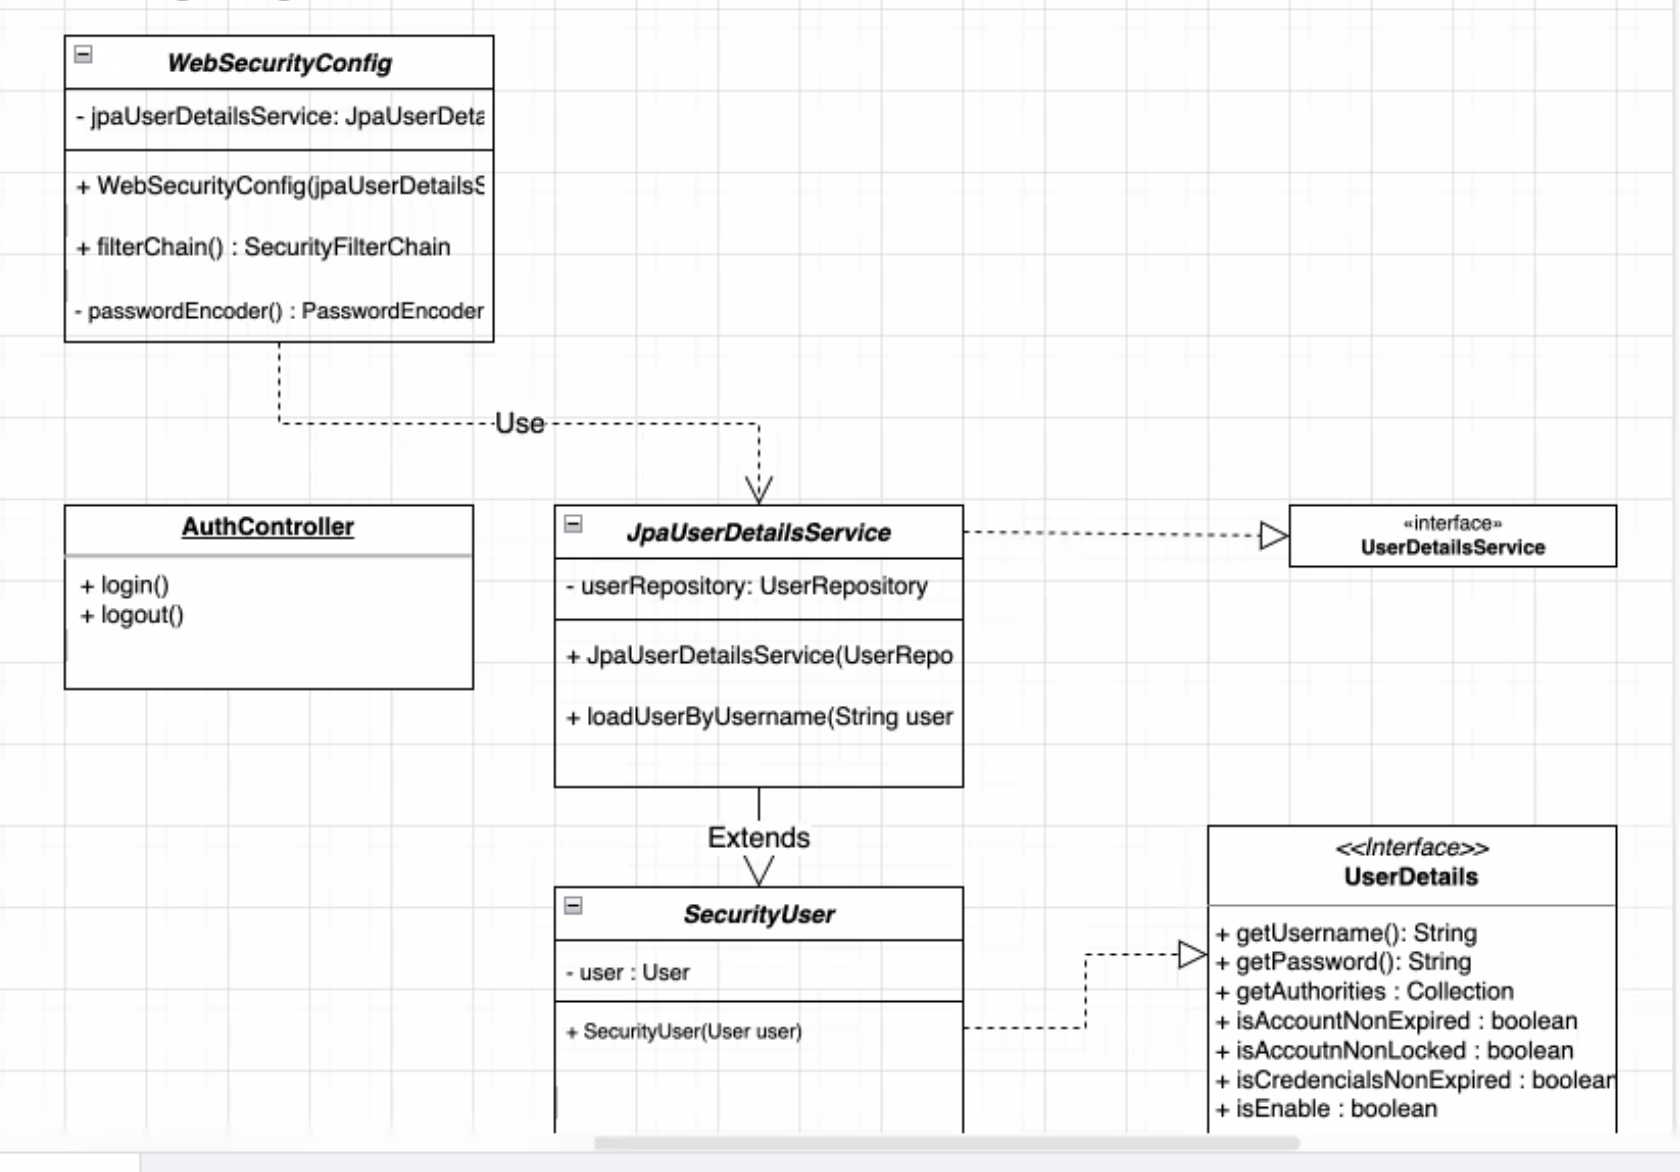 WebSecurityConfig
- jpaUserDetailsService: JpaUserDeta
+ WebSecurityConfig(jpaUserDetailsS
+ filterChain() : SecurityFilterChain
- passwordEncoder() : PasswordEncoder
Use
AuthController
+ login()
+ logout()
JpaUserDetailsService
- userRepository: UserRepository
+ JpaUserDetailsService(UserRepo
+ loadUserByUsername(String user
«interface»
UserDetailsService
Extends
SecurityUser
- user : User
+ SecurityUser(User user)
<<Interface>>
UserDetails
+ getUsername(): String
+ getPassword(): String
+ getAuthorities : Collection
+ isAccountNonExpired : boolean
+ isAccoutnNonLocked : boolean
+ isCredencialsNonExpired : boolean
+ isEnable : boolean